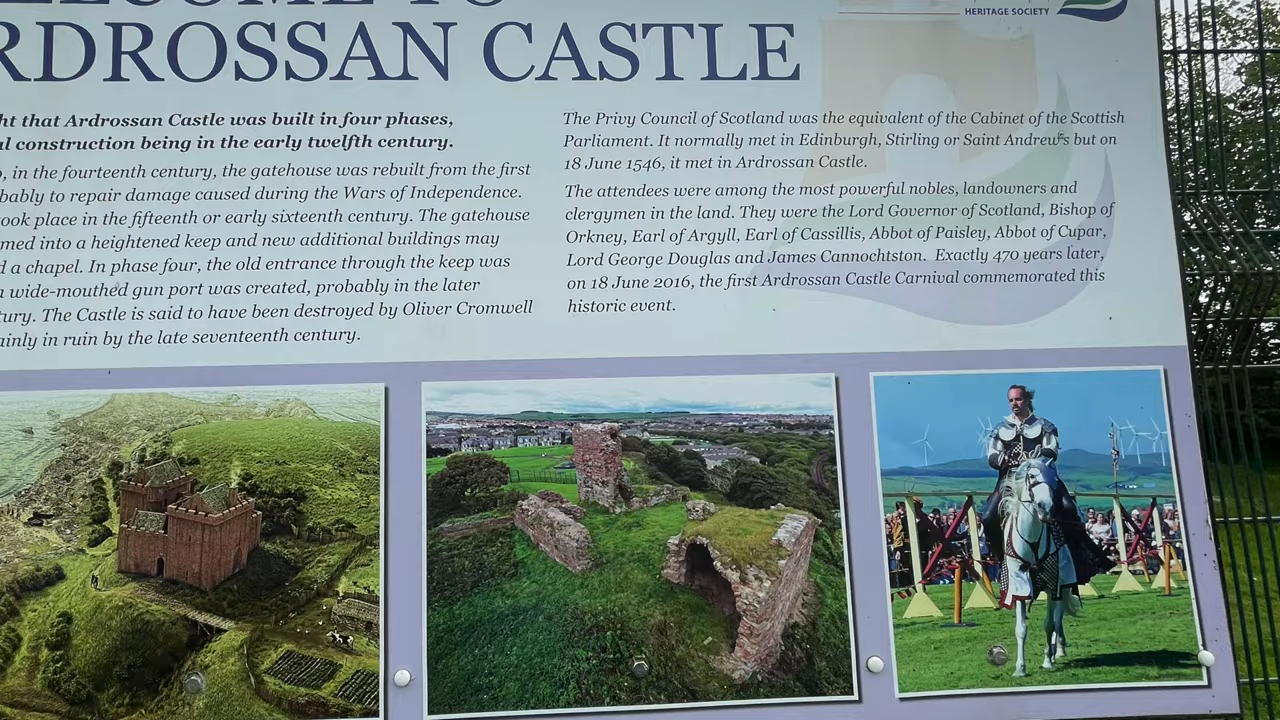 RDROSSAN CASTLE
HERITAGE SOCIETY
ht that Ardrossan Castle was built in four phases,
al construction being in the early twelfth century.
, in the fourteenth century, the gatehouse was rebuilt from the first
bably to repair damage caused during the Wars of Independence.
took place in the fifteenth or early sixteenth century. The gatehouse
med into a heightened keep and new additional buildings may
d a chapel. In phase four, the old entrance through the keep was
a wide-mouthed gun port was created, probably in the later
tury. The Castle is said to have been destroyed by Oliver Cromwell
ainly in ruin by the late seventeenth century.
The Privy Council of Scotland was the equivalent of the Cabinet of the Scottish
Parliament. It normally met in Edinburgh, Stirling or Saint Andrew's but on
18 June 1546, it met in Ardrossan Castle.
The attendees were among the most powerful nobles, landowners and
clergymen in the land. They were the Lord Governor of Scotland, Bishop of
Orkney, Earl of Argyll, Earl of Cassillis, Abbot of Paisley, Abbot of Cupar,
Lord George Douglas and James Cannochtston. Exactly 470 years later,
on 18 June 2016, the first Ardrossan Castle Carnival commemorated this
historic event.